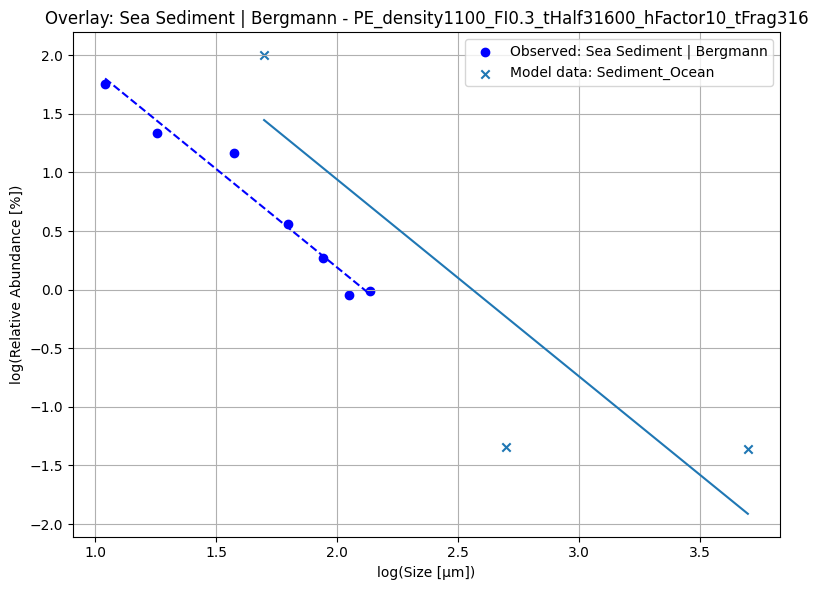 Overlay: Sea Sediment | Bergmann - PE_density1100_FI0.3_tHalf31600_hFactor10_tFrag316
Observed: Sea Sediment | Bergmann
Model data: Sediment_Ocean
log(Relative Abundance [%])
2.0
1.5
1.0
0.5
0.0
−0.5
−1.0
−1.5
−2.0
1.0 1.5 2.0 2.5 3.0 3.5
log(Size [μm])